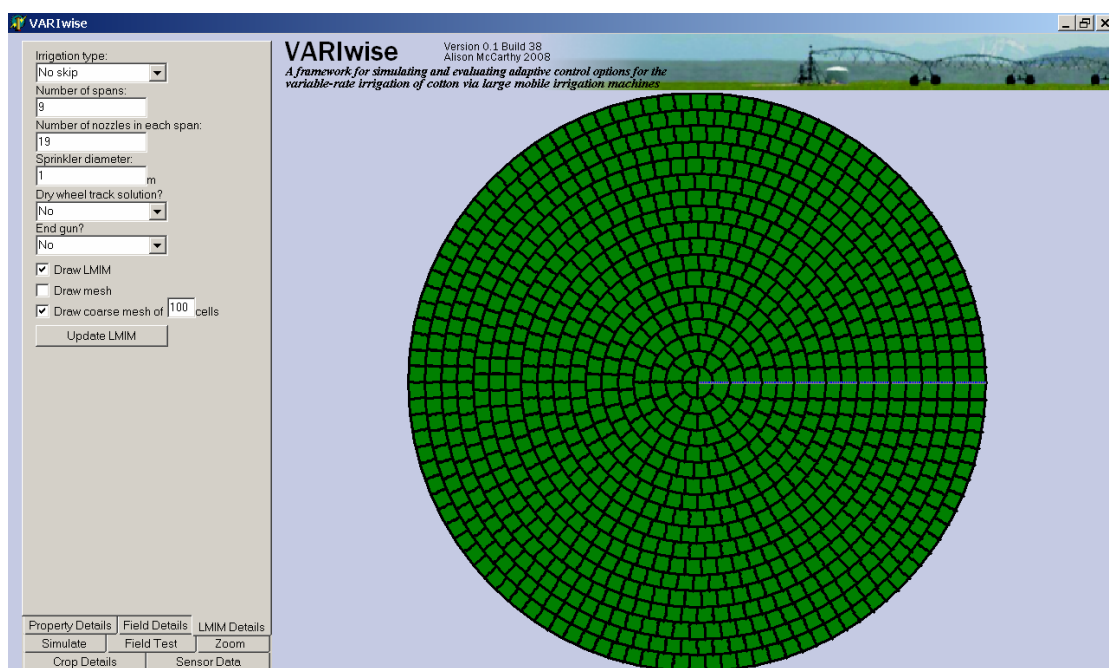 VARIwise
Irrigation type:
No skip
Number of spans:
9
Number of nozzles in each span:
19
Sprinkler diameter:
1 m
Dry wheel track solution?
No
End gun?
No
Draw LMIM
Draw mesh
Draw coarse mesh of 100 cells
Update LMIM
Property Details Field Details LMIM Details
Simulate Field Test Zoom
Crop Details Sensor Data
VARIwise
Version 0.1 Build 38
Alison McCarthy 2008
A framework for simulating and evaluating adaptive control options for the
variable-rate irrigation of cotton via large mobile irrigation machines